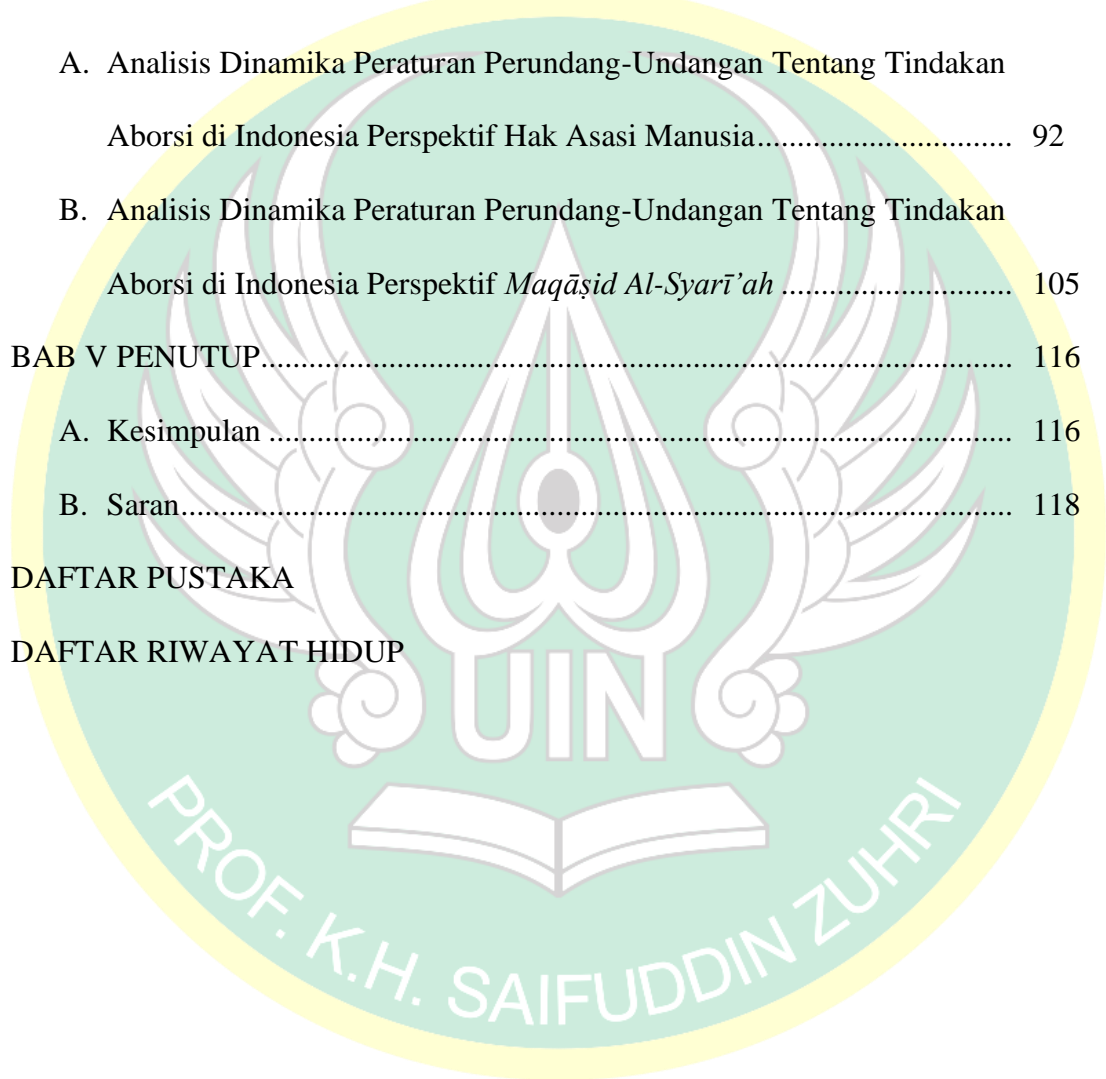 A. Analisis Dinamika Peraturan Perundang-Undangan Tentang Tindakan
Aborsi di Indonesia Perspektif Hak Asasi Manusia............................... 92
B. Analisis Dinamika Peraturan Perundang-Undangan Tentang Tindakan
Aborsi di Indonesia Perspektif Maqāṣid Al-Syarī’ah ............................ 105
BAB V PENUTUP........................................................................................... 116
A. Kesimpulan .......................................................................................... 116
B. Saran..................................................................................................... 118
DAFTAR PUSTAKA
DAFTAR RIWAYAT HIDUP
UIN
PROF. K.H. SAIFUDDIN ZUHRI